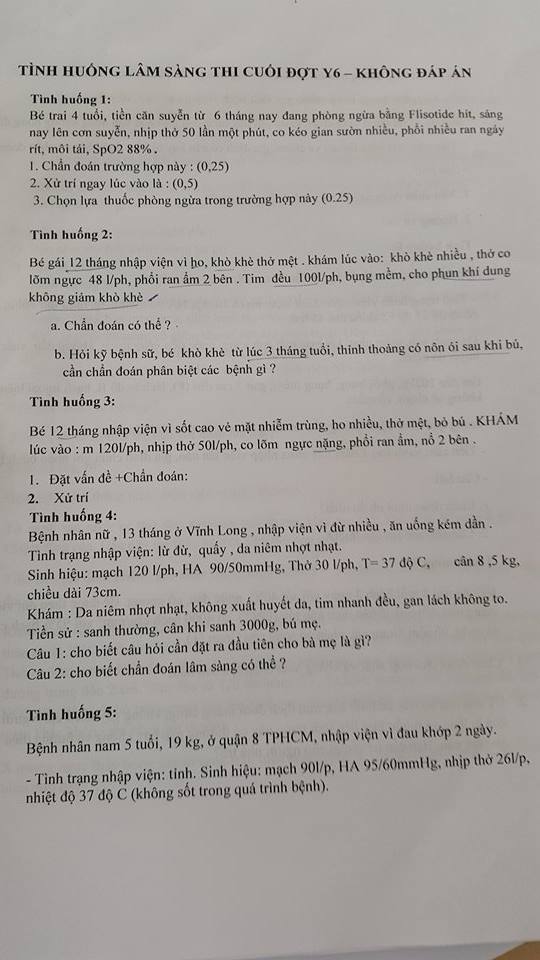 TÌNH HUỐNG LÂM SÀNG THI CUỐI ĐỢT Y6 – KHÔNG ĐÁP ÁN
Tình huống 1:
Bé trai 4 tuổi, tiền căn suyễn từ 6 tháng nay đang phòng ngừa bằng Flisotide hít, sáng
nay lên cơn suyễn, nhịp thở 50 lần một phút, co kéo gian sườn nhiều, phổi nhiều ran ngáy
rít, môi tái, SpO2 88% .
1. Chẩn đoán trường hợp này : (0,25)
2. Xử trí ngay lúc vào là : (0,5)
3. Chọn lựa thuốc phòng ngừa trong trường hợp này (0.25)
Tình huống 2:
Bé gái 12 tháng nhập viện vì ho, khò khè thở mệt . khám lúc vào: khò khè nhiều , thở co
lõm ngực 48 l/ph, phổi ran ẩm 2 bên . Tim đều 100l/ph, bụng mềm, cho phun khí dung
không giảm khò khè
a. Chẩn đoán có thể ?
b. Hỏi kỹ bệnh sử, bé khò khè từ lúc 3 tháng tuổi, thỉnh thoảng có nôn ói sau khi bú,
cần chẩn đoán phân biệt các bệnh gì ?
Tình huống 3:
Bé 12 tháng nhập viện vì sốt cao vẻ mặt nhiễm trùng, ho nhiều, thở mệt, bỏ bú . KHÁM
lúc vào : m 120l/ph, nhịp thở 50l/ph, co lõm ngực nặng, phổi ran ẩm, nổ 2 bên .
1. Đặt vấn đề +Chẩn đoán:
2. Xử trí
Tình huống 4:
Bệnh nhân nữ , 13 tháng ở Vĩnh Long , nhập viện vì đừ nhiều , ăn uống kém dần .
Tình trạng nhập viện: lừ đừ, quấy , da niêm nhợt nhạt.
Sinh hiệu: mạch 120 l/ph, HA 90/50mmHg, Thở 30 l/ph, T= 37 độ C, cân 8 ,5 kg,
chiều dài 73cm.
Khám : Da niêm nhợt nhạt, không xuất huyết da, tim nhanh đều, gan lách không to.
Tiền sử : sanh thường, cân khi sanh 3000g, bú mẹ.
Câu 1: cho biết câu hỏi cần đặt ra đầu tiên cho bà mẹ là gì?
Câu 2: cho biết chẩn đoán lâm sàng có thể ?
Tình huống 5:
Bệnh nhân nam 5 tuổi, 19 kg, ở quận 8 TPHCM, nhập viện vì đau khớp 2 ngày.
- Tình trạng nhập viện: tỉnh. Sinh hiệu: mạch 90l/p, HA 95/60mmHg, nhịp thở 26l/p,
nhiệt độ 37 độ C (không sốt trong quá trình bệnh).